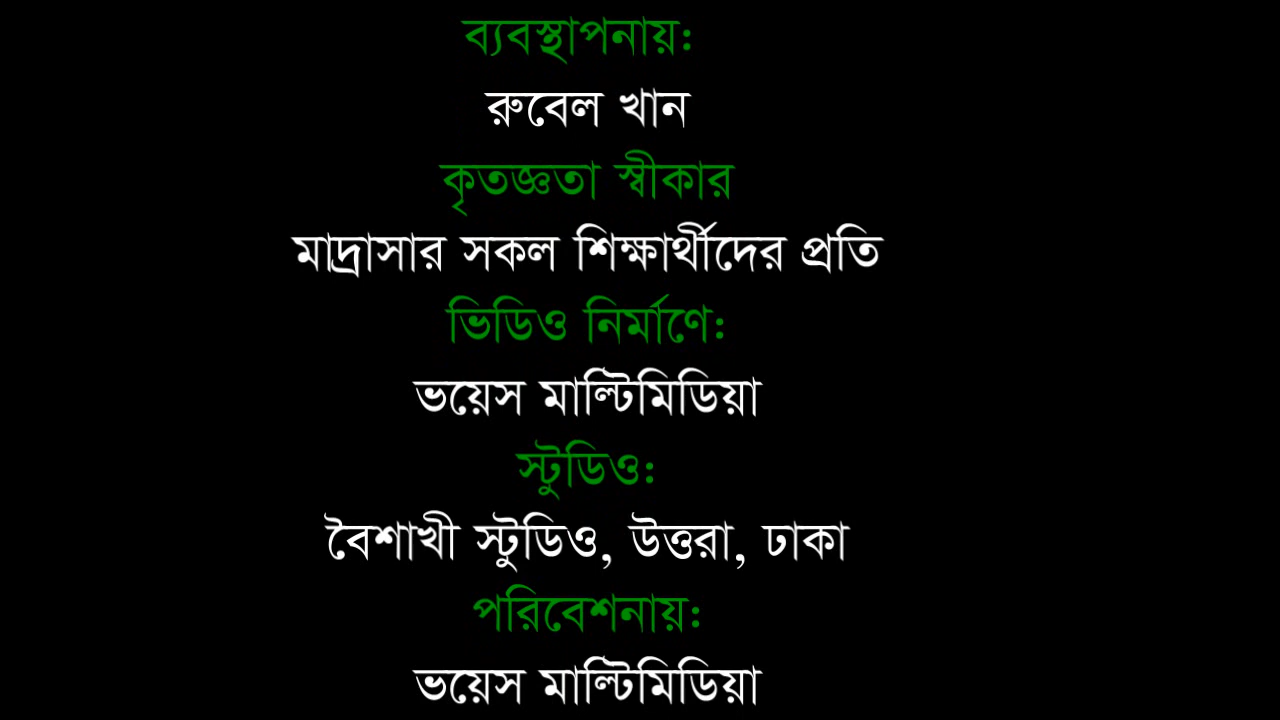 ব্যবস্থাপনায়:
রুবেল খান
কৃতজ্ঞতা স্বীকার
মাদ্রাসার সকল শিক্ষার্থীদের প্রতি
ভিডিও নির্মাণে:
ভয়েস মাল্টিমিডিয়া
স্টুডিও:
বৈশাখী স্টুডিও, উত্তরা, ঢাকা
পরিবেশনায়:
ভয়েস মাল্টিমিডিয়া